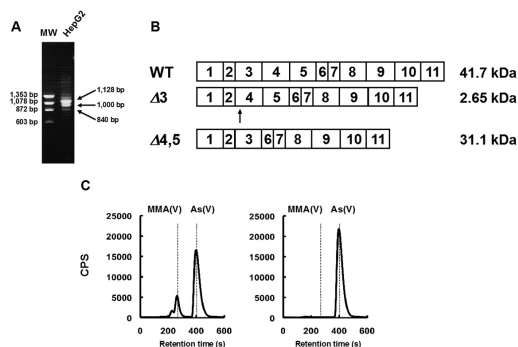 A
MW HepG2
1,353 bp
1,078 bp
872 bp
603 bp
1,128 bp
1,000 bp
840 bp
B
WT 1 2 3 4 5 6 7 8 9 10 11 41.7 kDa
Δ3 1 2 4 5 6 7 8 9 10 11 2.65 kDa
Δ4,5 1 2 3 6 7 8 9 10 11 31.1 kDa
C
MMA(V) As(V) MMA(V) As(V)
CPS
25000 25000
20000 20000
15000 15000
10000 10000
5000 5000
0 0
0 200 400 600 0 200 400 600
Retention time (s) Retention time (s)